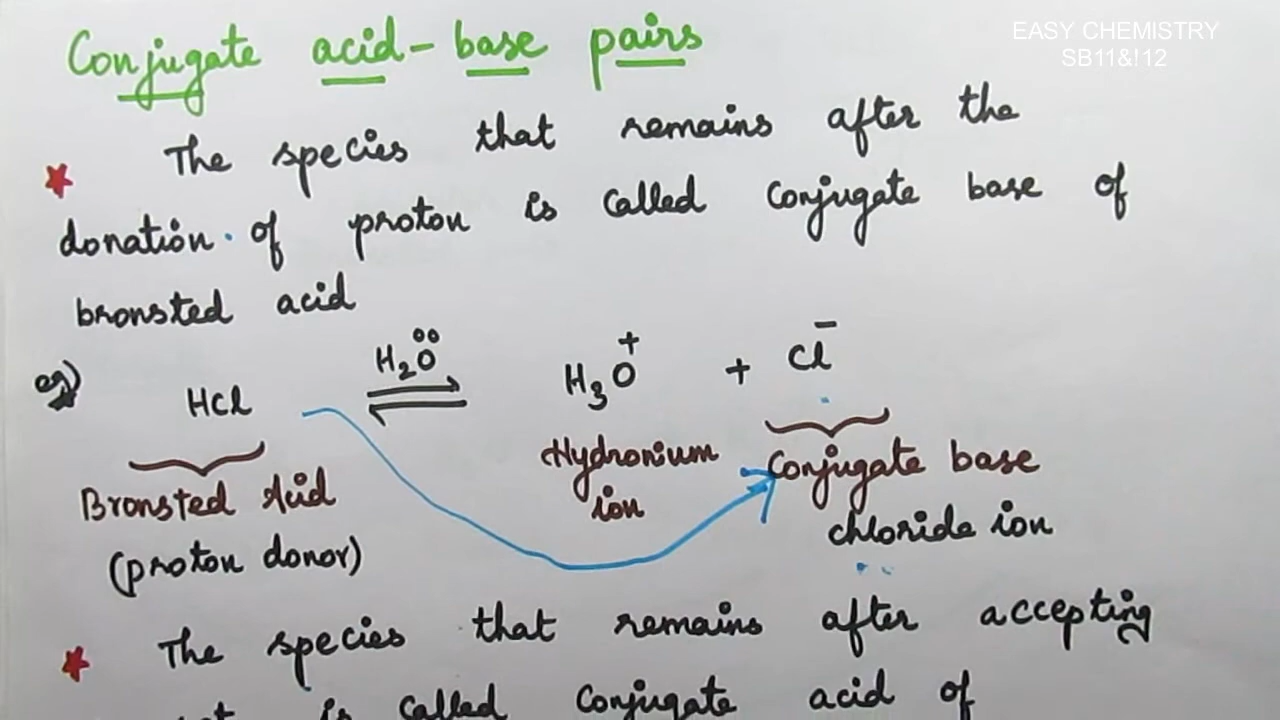 EASY CHEMISTRY
SB11&!12
Conjugate acid-base pairs
The species that remains after the
donation of proton is called conjugate base of
bronsted acid
eg) HCl ⇌ H₃O⁺ + Cl⁻
H₂O
Bronsted Acid Hydronium Conjugate base
(proton donor) ion chloride ion
The species that remains after accepting
is called conjugate acid of